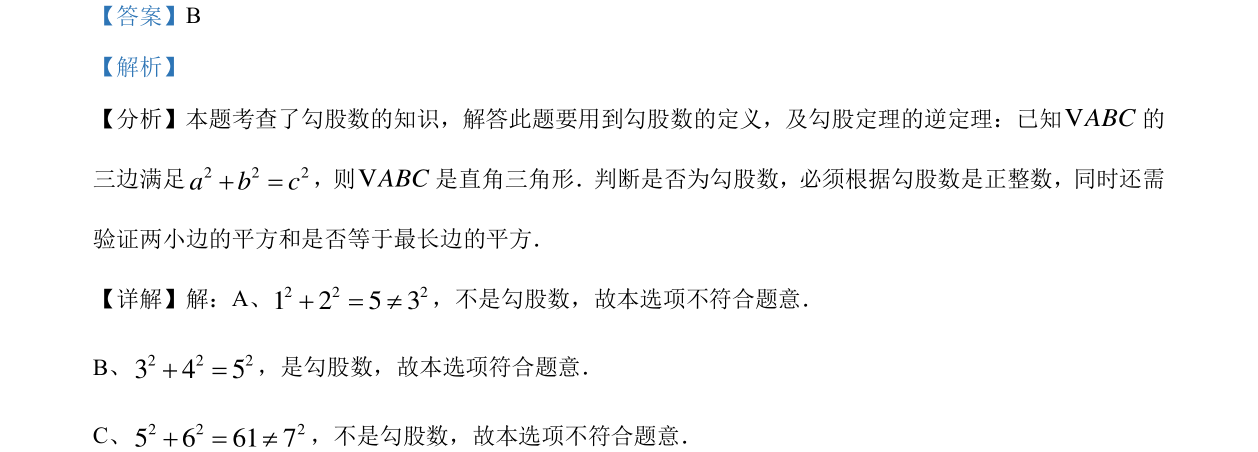 【答案】B
【解析】
【分析】本题考查了勾股数的知识，解答此题要用到勾股数的定义，及勾股定理的逆定理：已知VABC 的
三边满足 a² + b² = c²，则VABC 是直角三角形．判断是否为勾股数，必须根据勾股数是正整数，同时还需
验证两小边的平方和是否等于最长边的平方．
【详解】解：A、1² + 2² = 5 ≠ 3²，不是勾股数，故本选项不符合题意．
B、3² + 4² = 5²，是勾股数，故本选项符合题意．
C、5² + 6² = 61 ≠ 7²，不是勾股数，故本选项不符合题意．